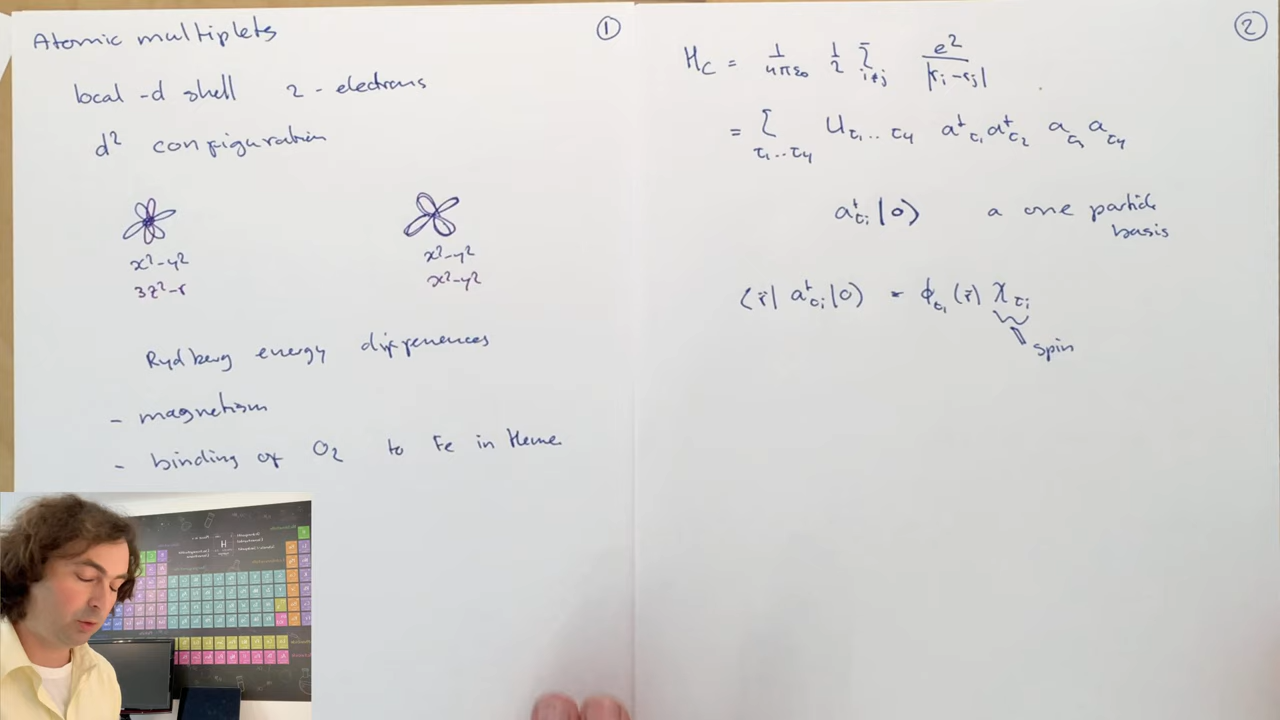 Atomic multiplets
①
local -d shell 2 - electrons
d² configuration
x²-y²
3z²-r
x²-y²
x²-y²
Rydberg energy differences
- magnetism
- binding of O₂ to Fe in Heme
②
H_C = 1/4πε₀ 1/2 Σ_{i≠j} e²/|r_i-r_j|
= Σ_{τ₁..τ₄} U_{τ₁..τ₄} a†_{τ₁} a†_{τ₂} a_{τ₃} a_{τ₄}
a†_{τi}|0⟩ a one particle
basis
⟨r⃗| a†_{τi}|0⟩ = ϕ_{τi}(r⃗) χ_{τi}
spin
H